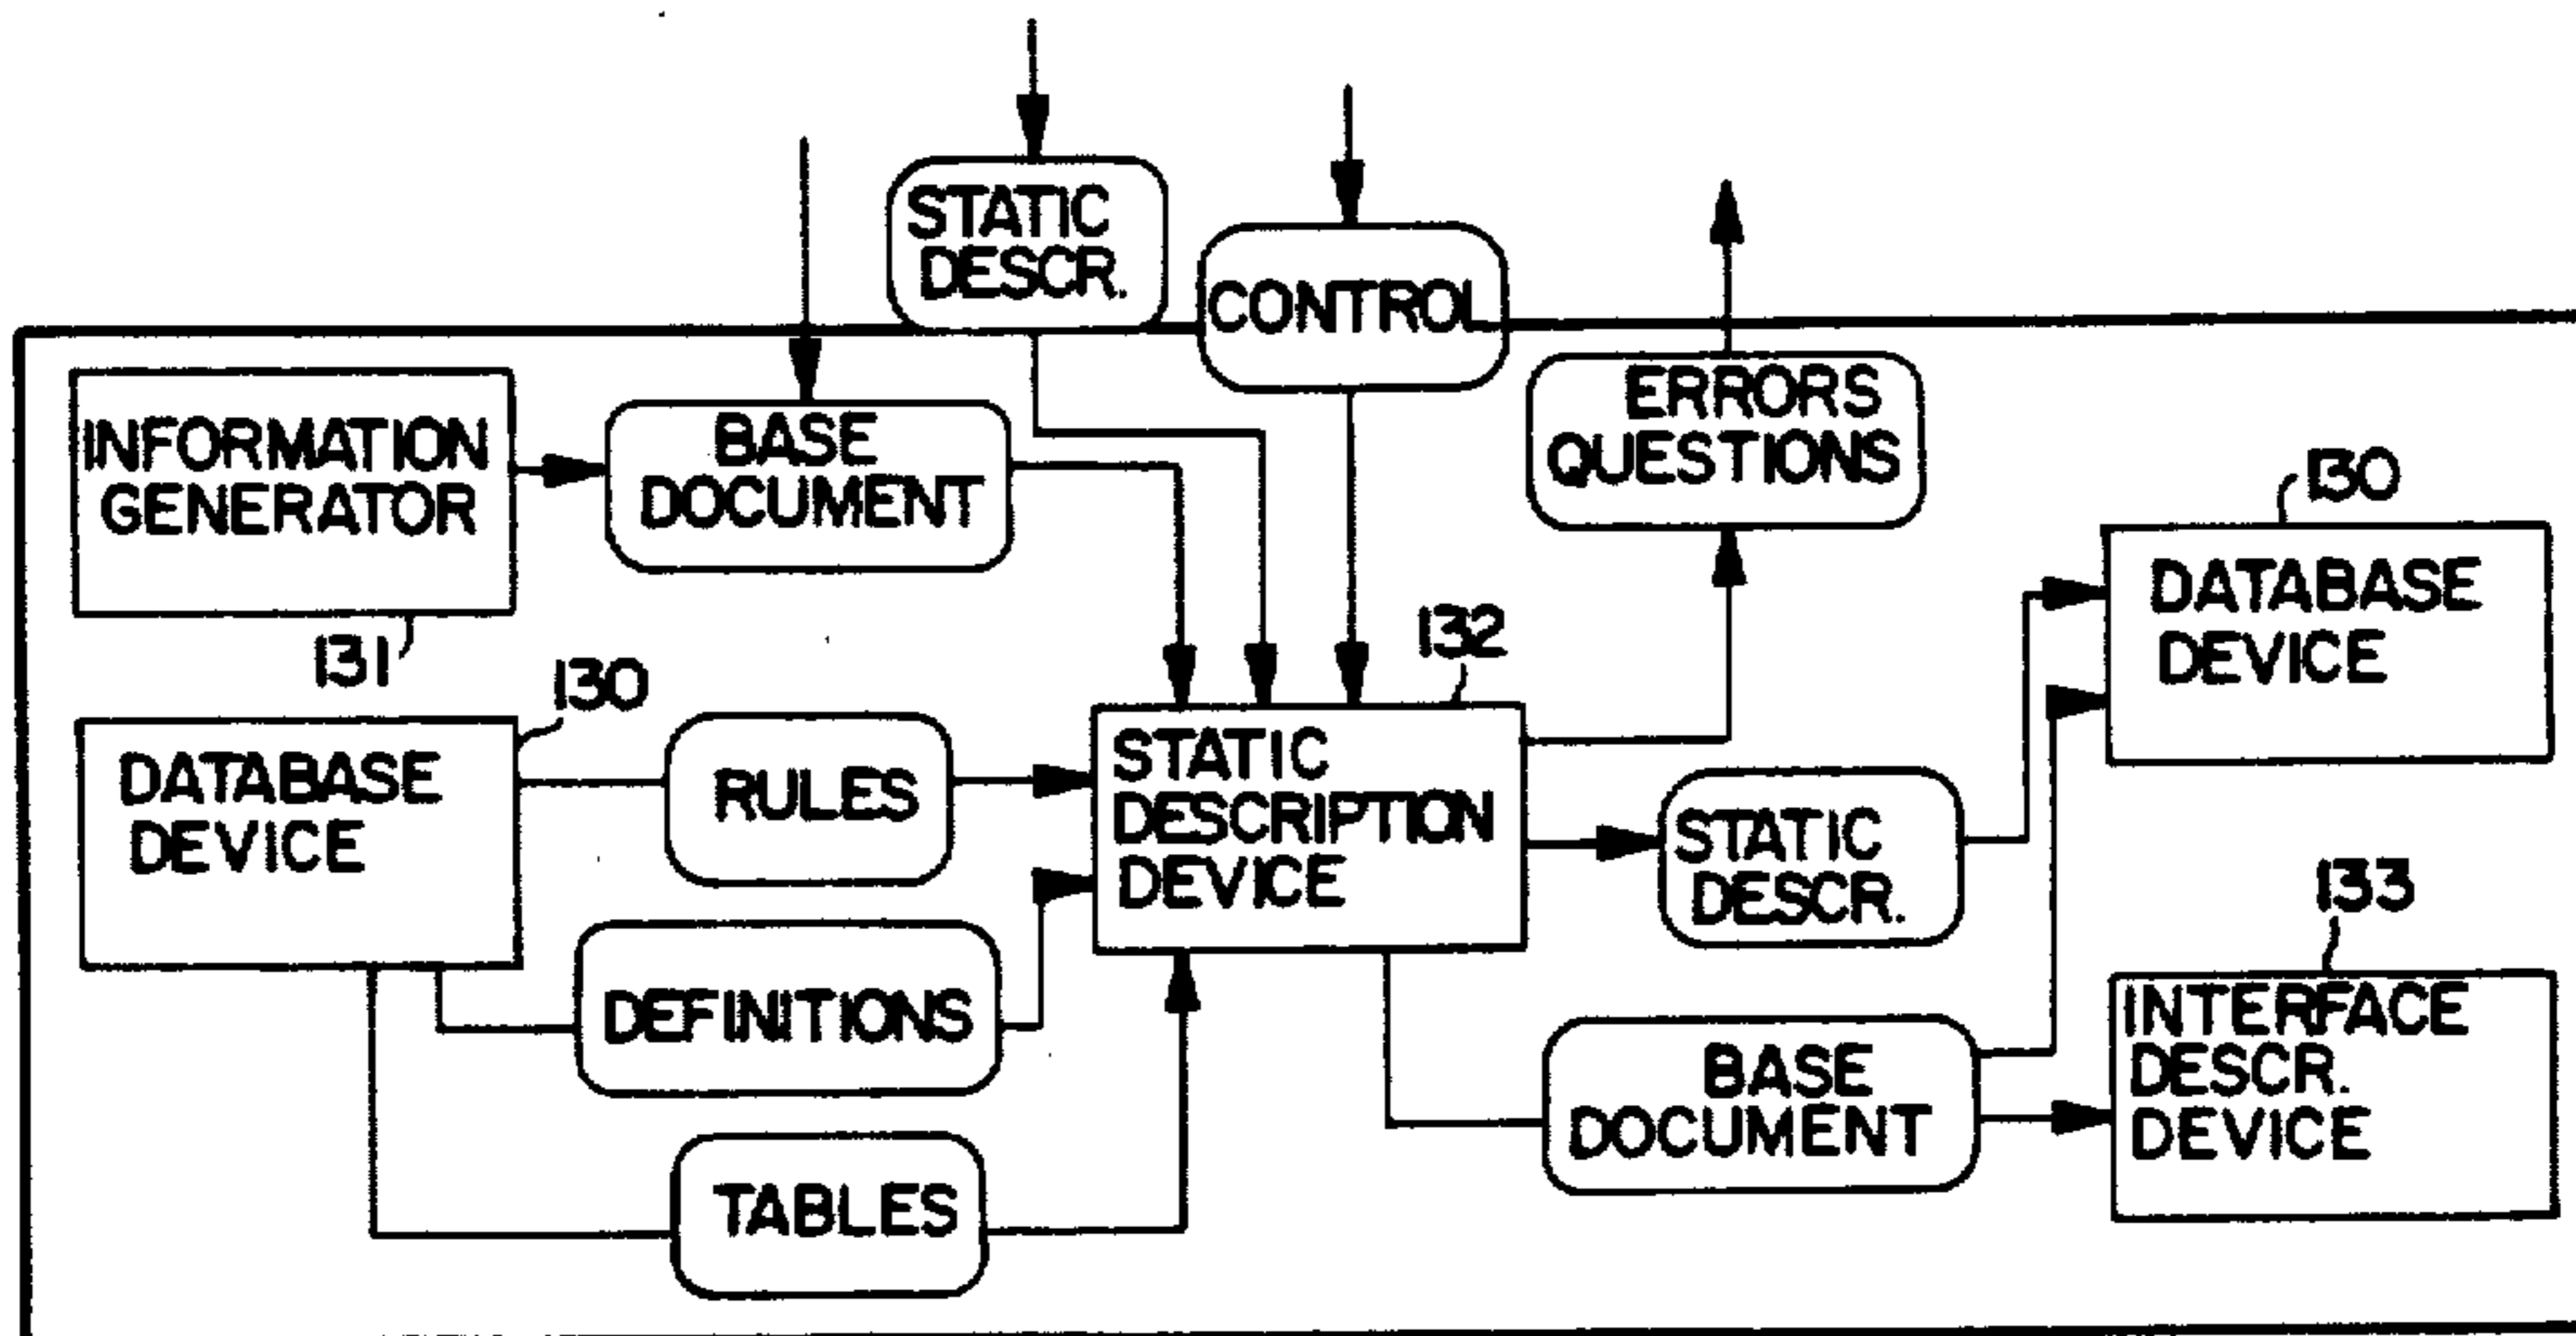 STATIC
DESCR.
CONTROL
ERRORS
QUESTIONS
INFORMATION
GENERATOR
131
BASE
DOCUMENT
130
DATABASE
DEVICE
132
130
DATABASE
DEVICE
RULES
STATIC
DESCRIPTION
DEVICE
STATIC
DESCR.
133
DEFINITIONS
INTERFACE
DESCR.
DEVICE
BASE
DOCUMENT
TABLES